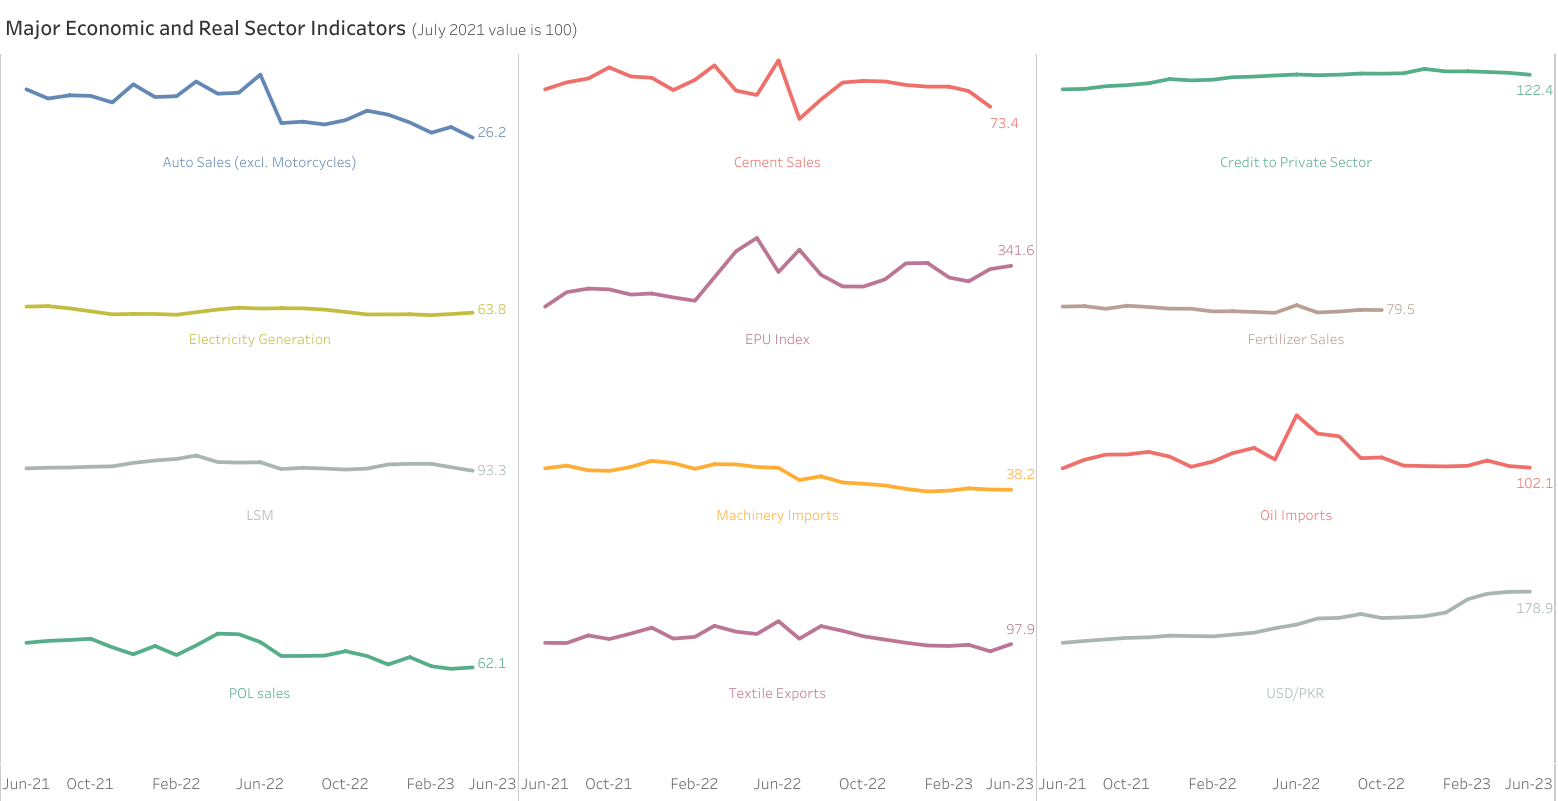 Major Economic and Real Sector Indicators (July 2021 value is 100)
26.2
Auto Sales (excl. Motorcycles)
73.4
Cement Sales
122.4
Credit to Private Sector
63.8
Electricity Generation
341.6
EPU Index
79.5
Fertilizer Sales
93.3
LSM
38.2
Machinery Imports
102.1
Oil Imports
62.1
POL sales
97.9
Textile Exports
178.9
USD/PKR
Jun-21 Oct-21 Feb-22 Jun-22 Oct-22 Feb-23 Jun-23 Jun-21 Oct-21 Feb-22 Jun-22 Oct-22 Feb-23 Jun-23 Jun-21 Oct-21 Feb-22 Jun-22 Oct-22 Feb-23 Jun-23